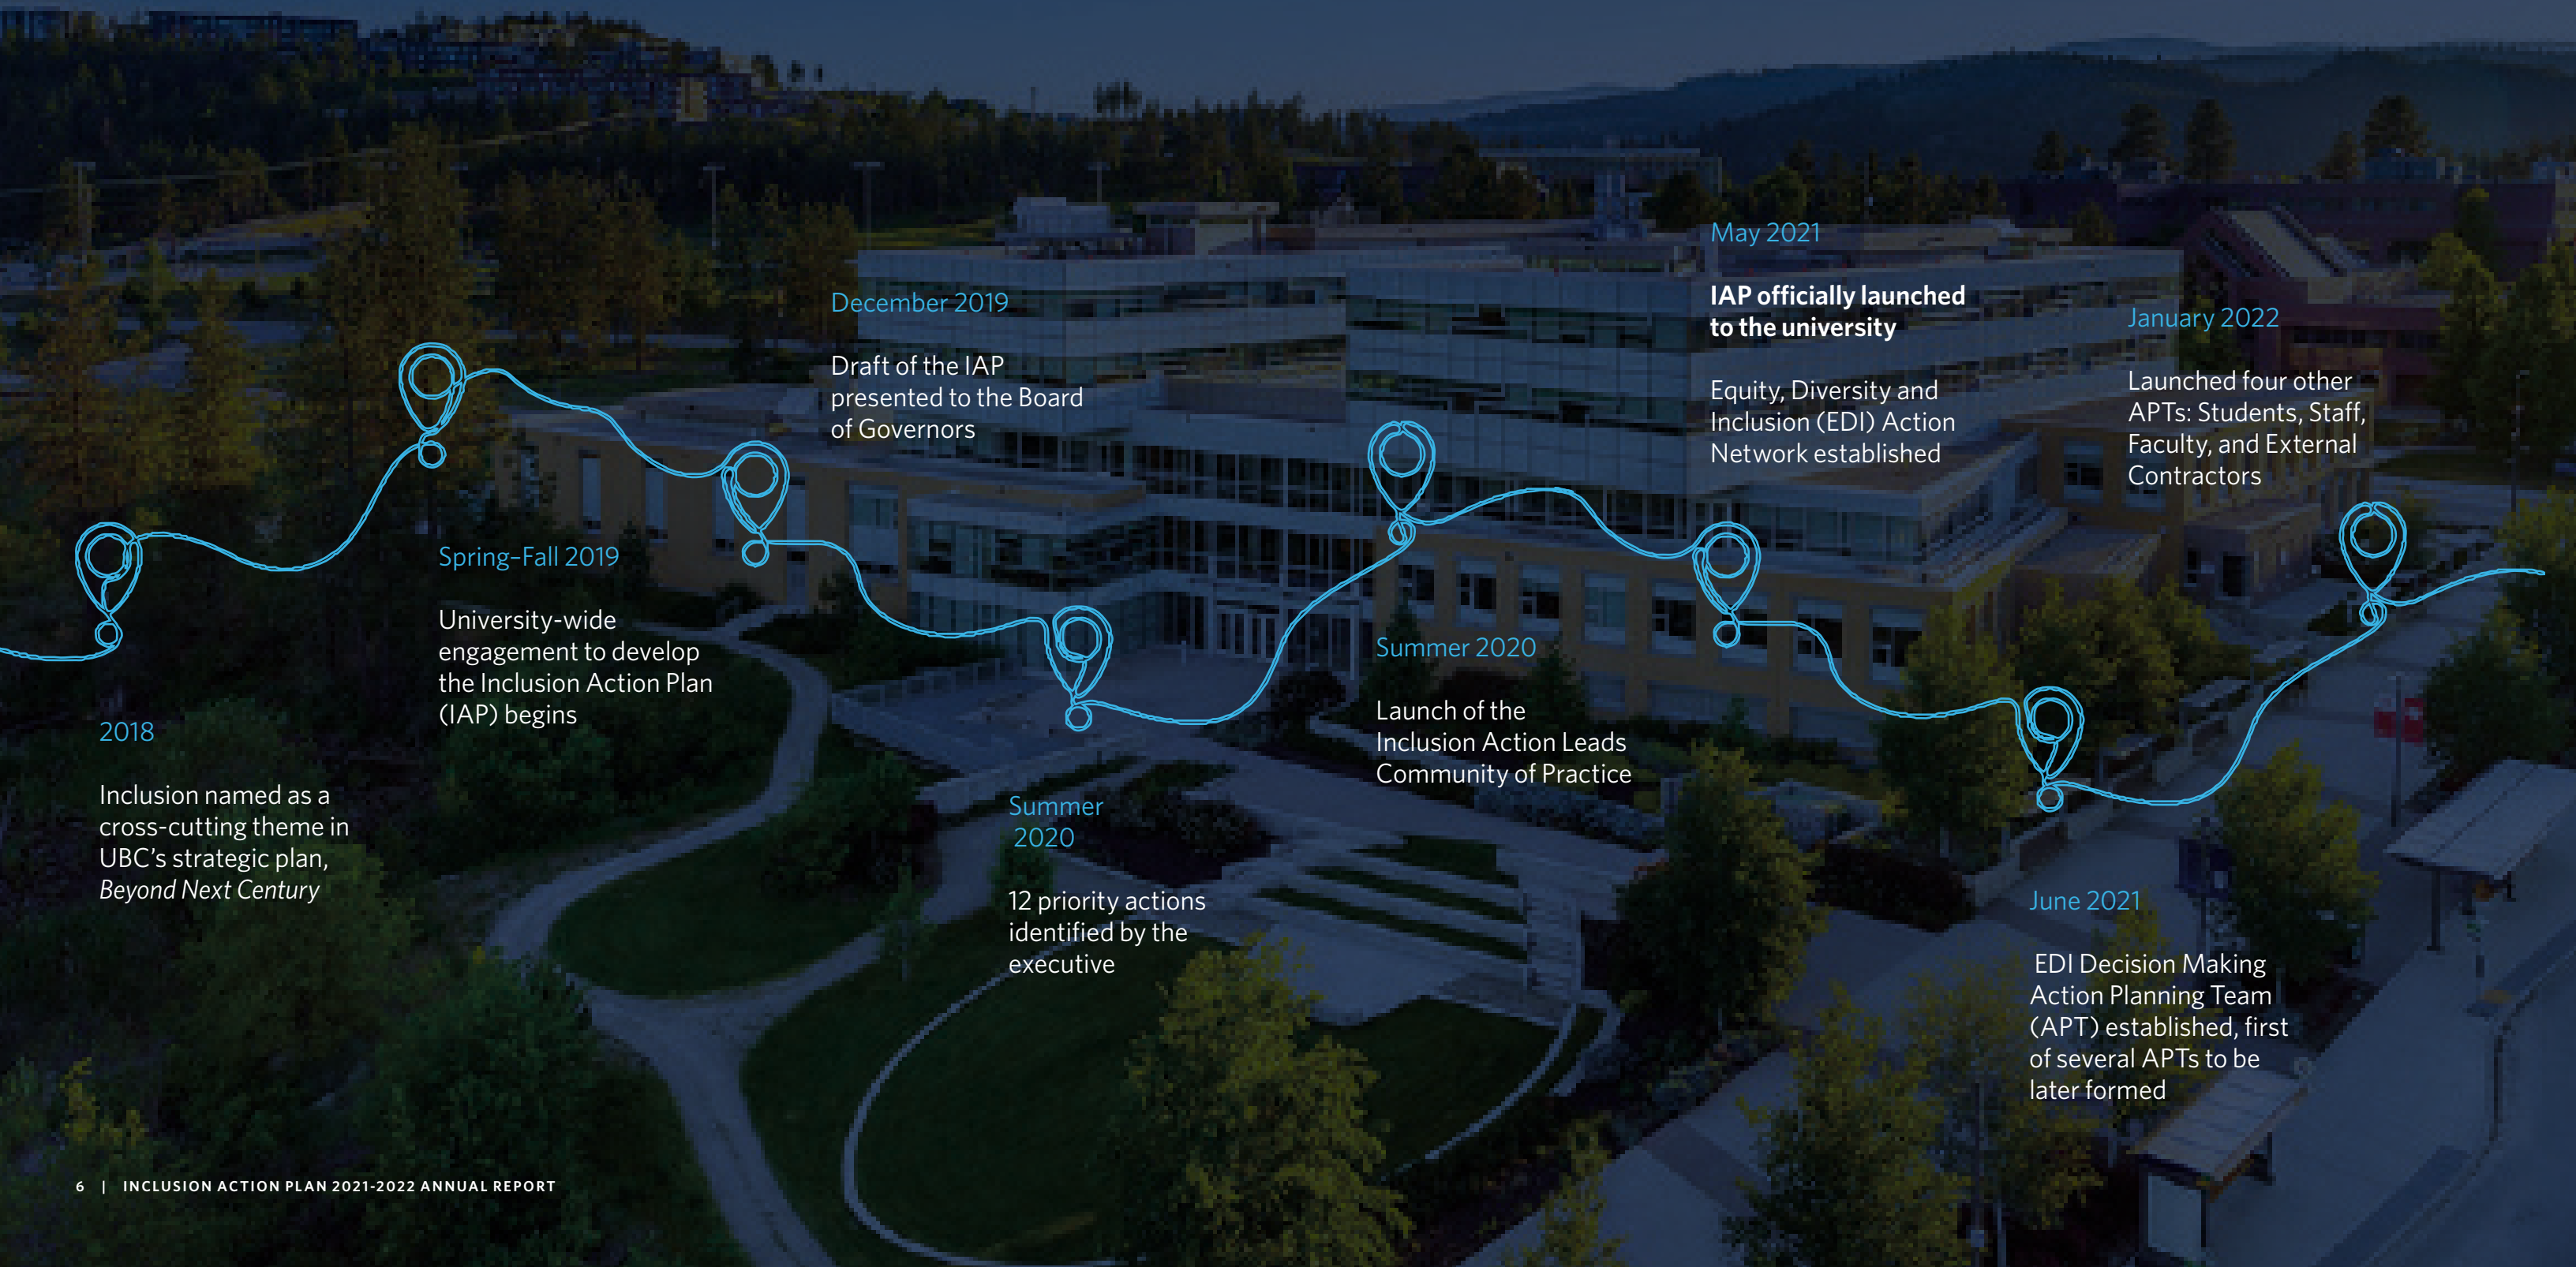 2018
Inclusion named as a
cross-cutting theme in
UBC's strategic plan,
Beyond Next Century
Spring–Fall 2019
University-wide
engagement to develop
the Inclusion Action Plan
(IAP) begins
December 2019
Draft of the IAP
presented to the Board
of Governors
Summer
2020
12 priority actions
identified by the
executive
Summer 2020
Launch of the
Inclusion Action Leads
Community of Practice
May 2021
IAP officially launched
to the university
Equity, Diversity and
Inclusion (EDI) Action
Network established
June 2021
EDI Decision Making
Action Planning Team
(APT) established, first
of several APTs to be
later formed
January 2022
Launched four other
APTs: Students, Staff,
Faculty, and External
Contractors
6 | INCLUSION ACTION PLAN 2021-2022 ANNUAL REPORT